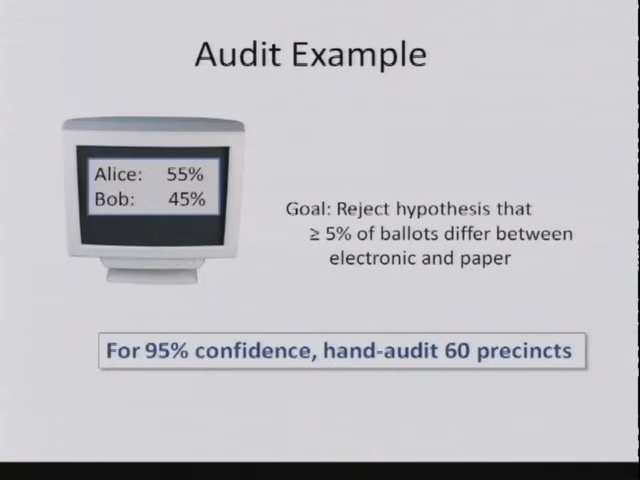 Audit Example
Alice: 55%
Bob: 45%
Goal: Reject hypothesis that
≥ 5% of ballots differ between
electronic and paper
For 95% confidence, hand-audit 60 precincts